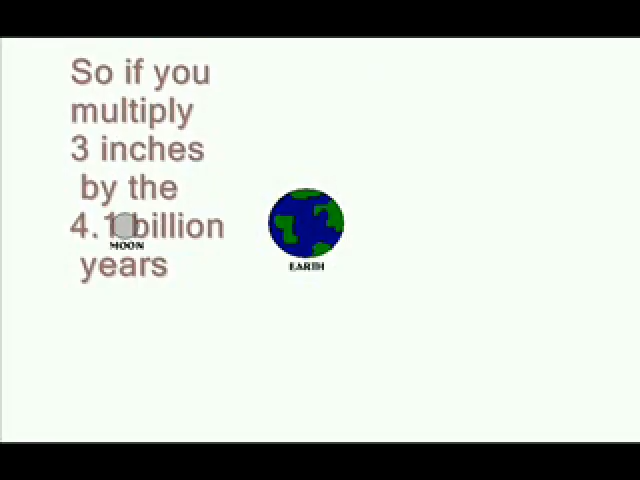 So if you
multiply
3 inches
by the
4.1 billion
years
MOON
EARTH